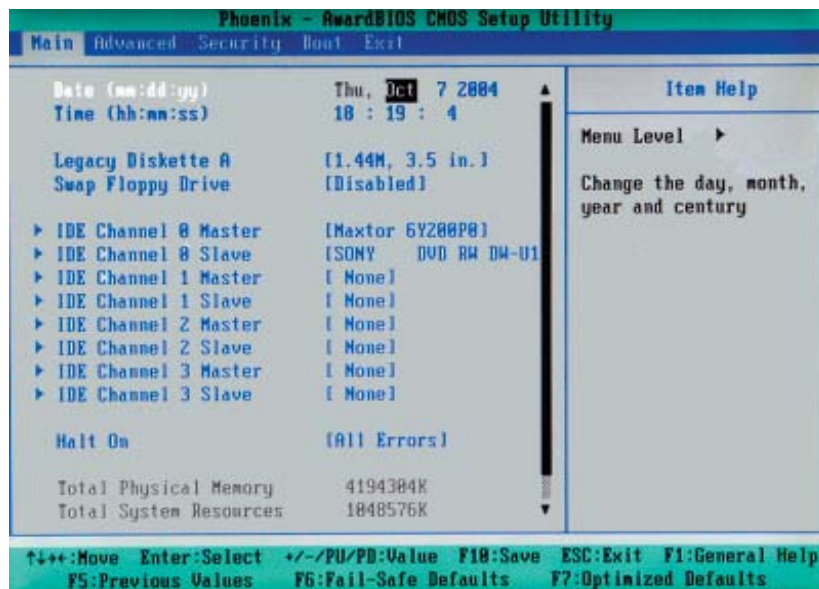 Phoenix - AwardBIOS CMOS Setup Utility
Main Advanced Security Boot Exit
Date (mm:dd:yy) Thu, Oct 7 2004
Time (hh:mm:ss) 18 : 19 : 4
Legacy Diskette A [1.44M, 3.5 in.]
Swap Floppy Drive [Disabled]
IDE Channel 0 Master [Maxtor 6Y200P0]
IDE Channel 0 Slave [SONY DVD RW DW-U1
IDE Channel 1 Master [ None]
IDE Channel 1 Slave [ None]
IDE Channel 2 Master [ None]
IDE Channel 2 Slave [ None]
IDE Channel 3 Master [ None]
IDE Channel 3 Slave [ None]
Halt On [All Errors]
Total Physical Memory 4194304K
Total System Resources 1048576K
Item Help
Menu Level
Change the day, month,
year and century
↑↓→←:Move Enter:Select +/-/PU/PD:Value F10:Save ESC:Exit F1:General Help
F5:Previous Values F6:Fail-Safe Defaults F7:Optimized Defaults